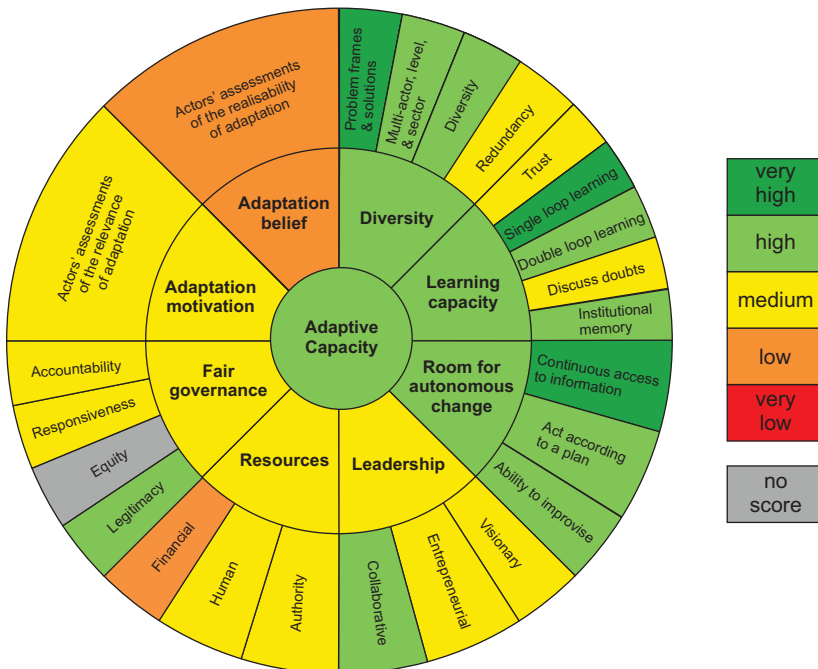 Actors' assessments
of the realisability
of adaptation
Problem frames
& solutions
Multi-actor, level,
& sector
Diversity
Redundancy
Trust
Single loop learning
Double loop learning
Discuss doubts
Institutional
memory
Continuous access
to information
Act according
to a plan
Ability to improvise
Visionary
Entrepreneurial
Collaborative
Authority
Human
Financial
Legitimacy
Equity
Responsiveness
Accountability
Actors' assessments
of the relevance
of adaptation
Adaptation
belief
Diversity
Learning
capacity
Room for
autonomous
change
Leadership
Resources
Fair
governance
Adaptation
motivation
Adaptive
Capacity
very
high
high
medium
low
very
low
no
score